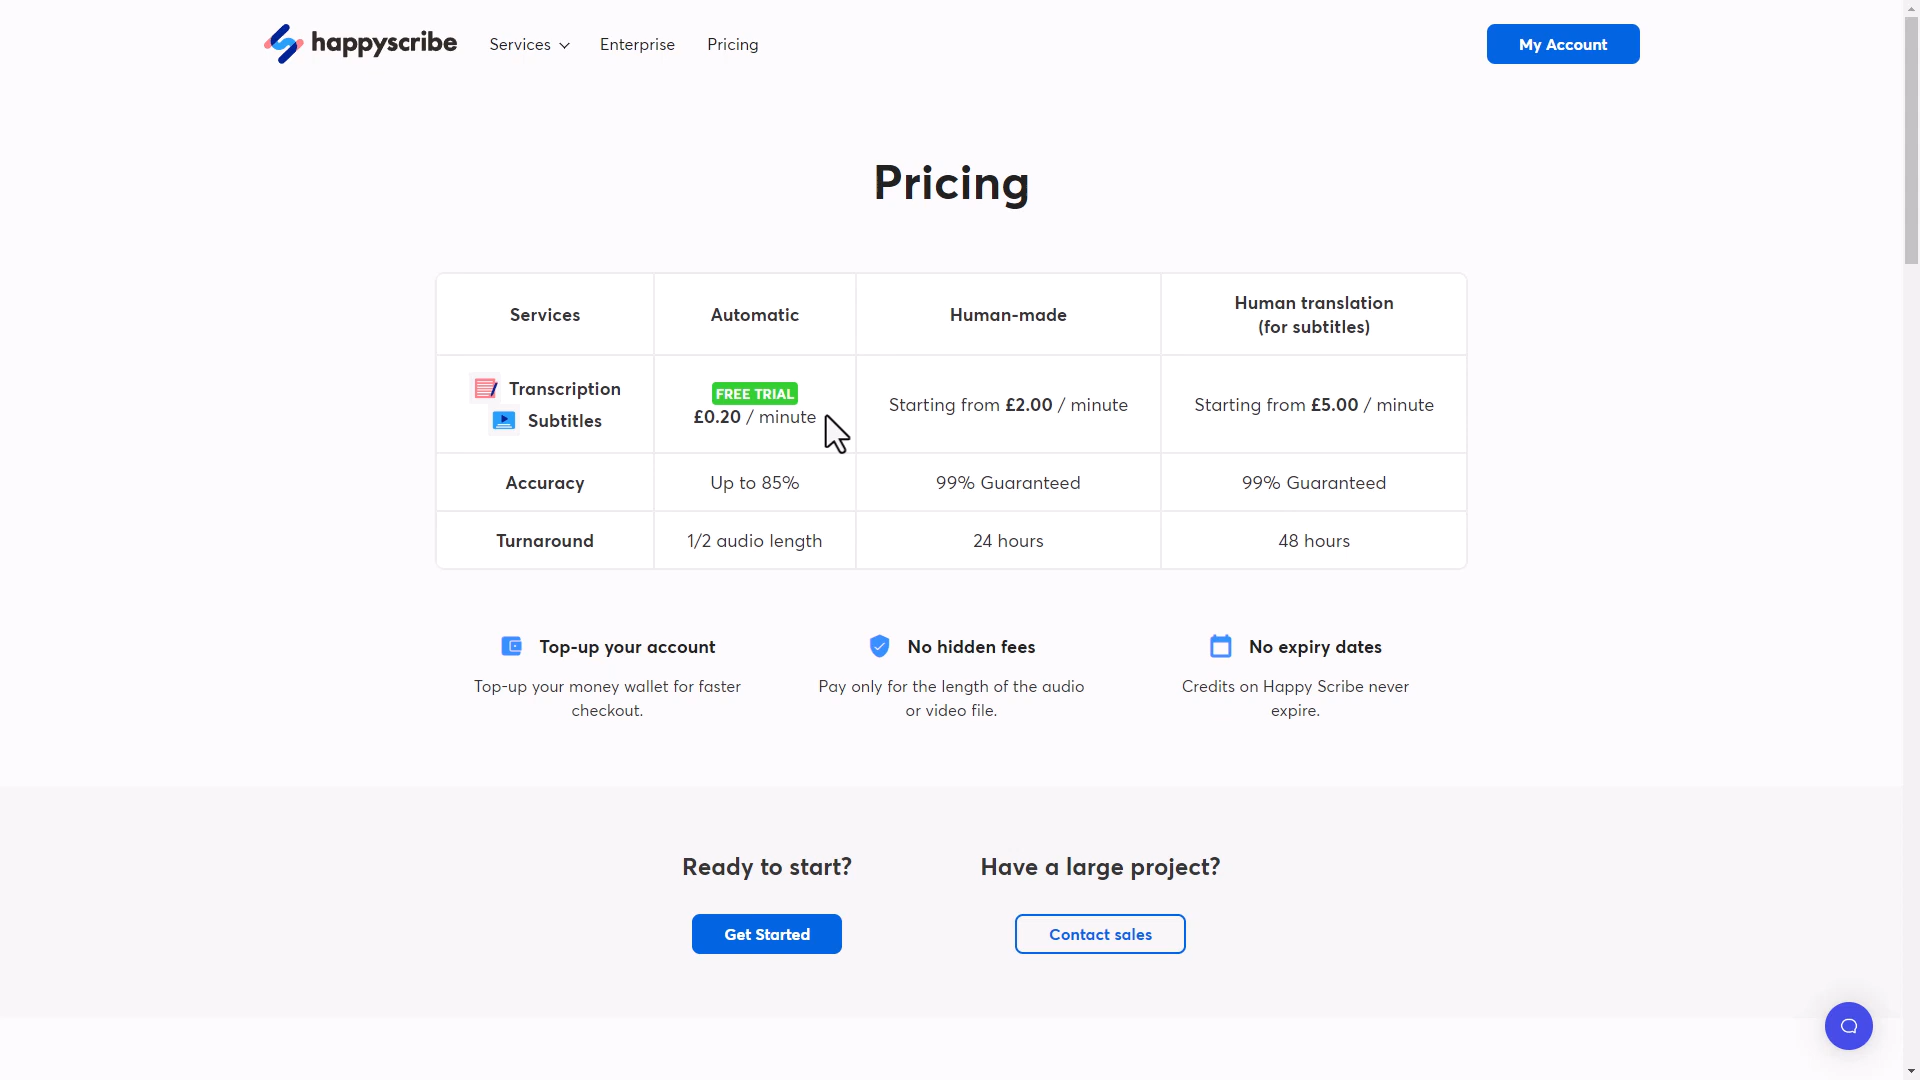 happyscribe Services Enterprise Pricing My Account
Pricing
Services Automatic Human-made Human translation
(for subtitles)
Transcription
Subtitles
FREE TRIAL
£0.20 / minute
Starting from £2.00 / minute
Starting from £5.00 / minute
Accuracy Up to 85% 99% Guaranteed 99% Guaranteed
Turnaround 1/2 audio length 24 hours 48 hours
Top-up your account
Top-up your money wallet for faster
checkout.
No hidden fees
Pay only for the length of the audio
or video file.
No expiry dates
Credits on Happy Scribe never
expire.
Ready to start?
Get Started
Have a large project?
Contact sales